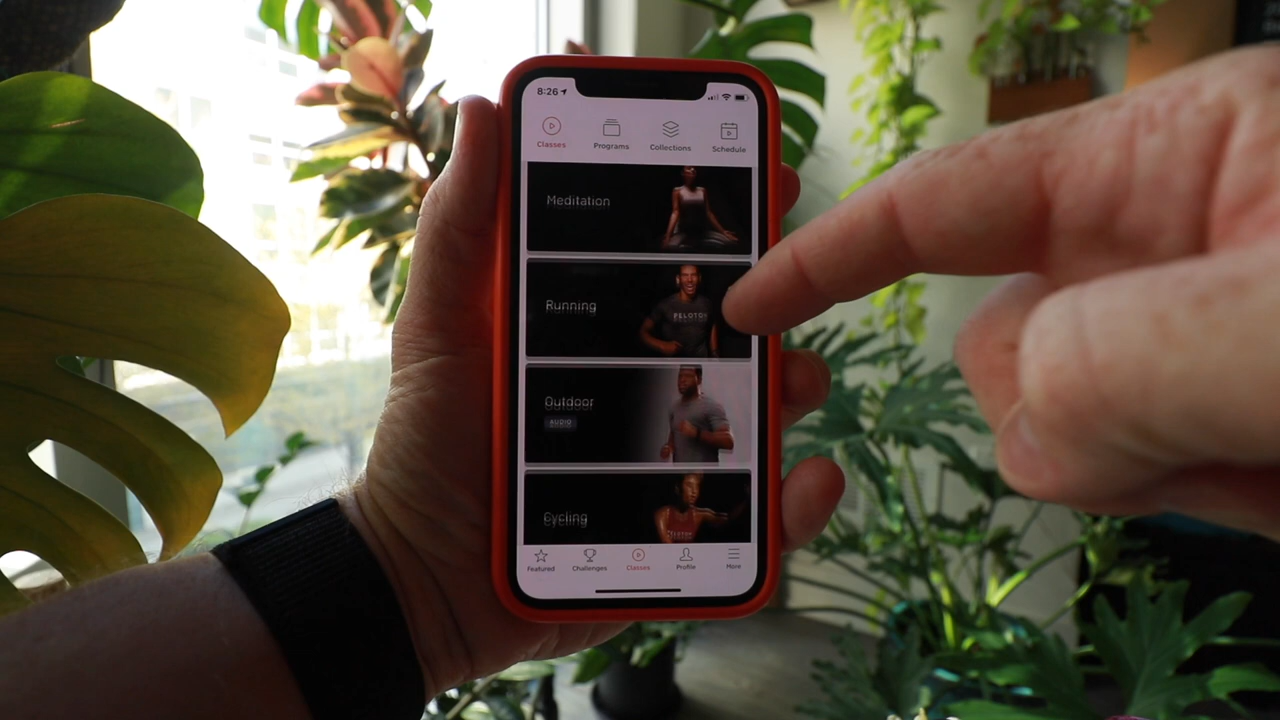 8:26
Classes Programs Collections Schedule
Meditation
Running
PELOTON
Outdoor
AUDIO
Cycling
Featured Challenges Classes Profile More